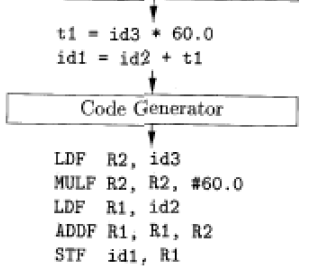 t1 = id3 * 60.0
id1 = id2 + t1
Code Generator
LDF R2, id3
MULF R2, R2, #60.0
LDF R1, id2
ADDF R1, R1, R2
STF id1, R1